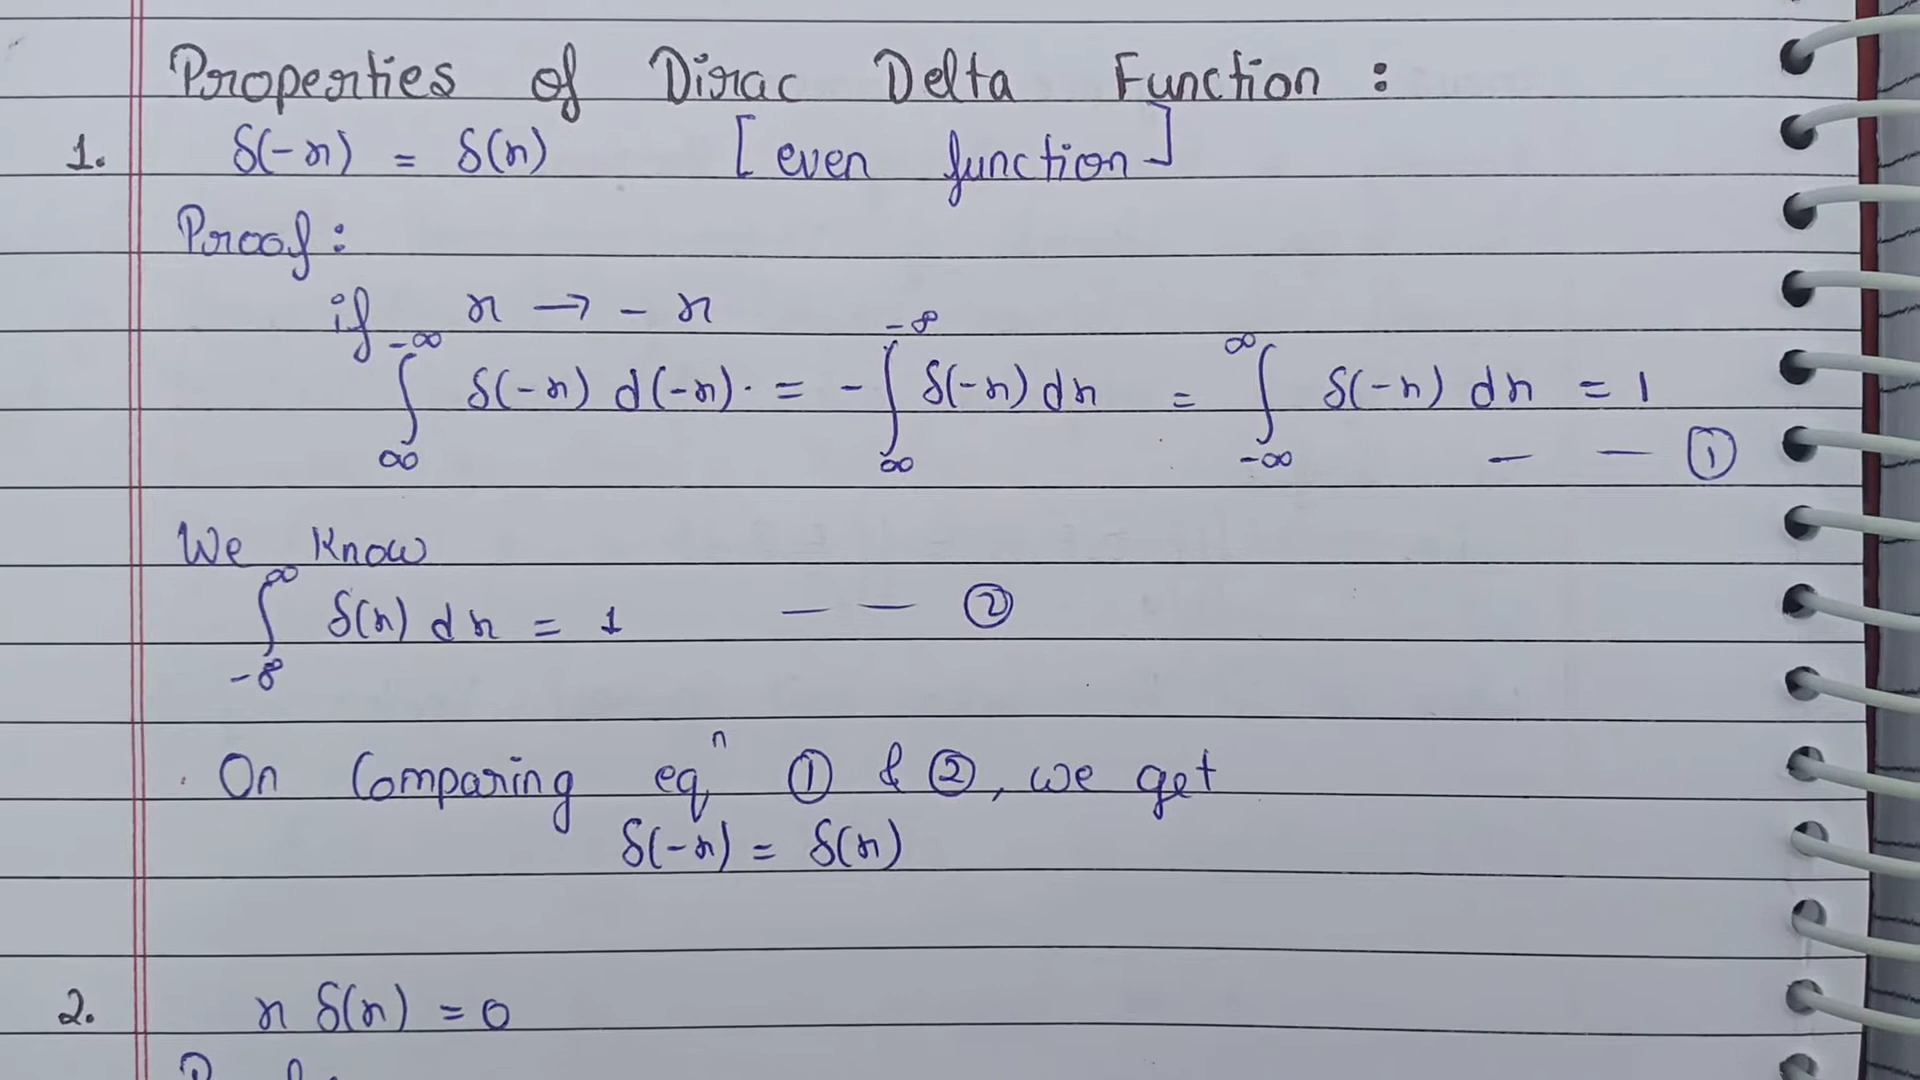 Properties of Dirac Delta Function :
1. δ(-x) = δ(x) [even function]
Proof :
if x → - x
∫_{∞}^{-∞} δ(-x) d(-x) . = - ∫_{∞}^{-∞} δ(-x) dx = ∫_{-∞}^{∞} δ(-x) dx = 1
— — ①
We Know
∫_{-∞}^{∞} δ(x) dx = 1 — — ②
On Comparing eqⁿ ① & ②, we get
δ(-x) = δ(x)
2. x δ(x) = 0